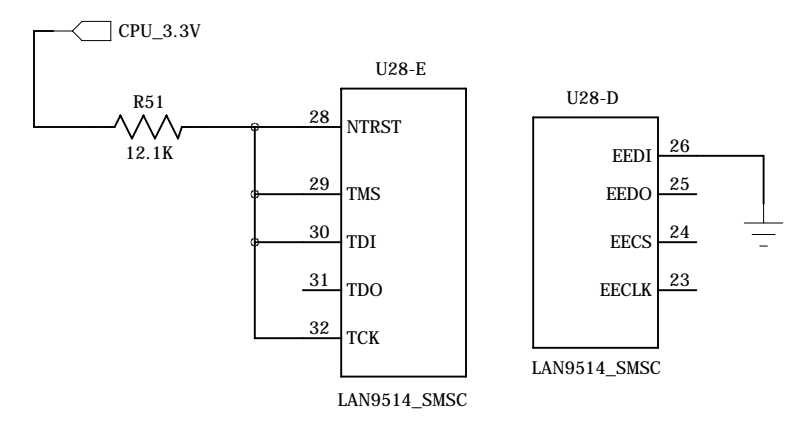 CPU_3.3V
R51
12.1K
U28-E
28 NTRST
29 TMS
30 TDI
31 TDO
32 TCK
LAN9514_SMSC
U28-D
EEDI 26
EEDO 25
EECS 24
EECLK 23
LAN9514_SMSC